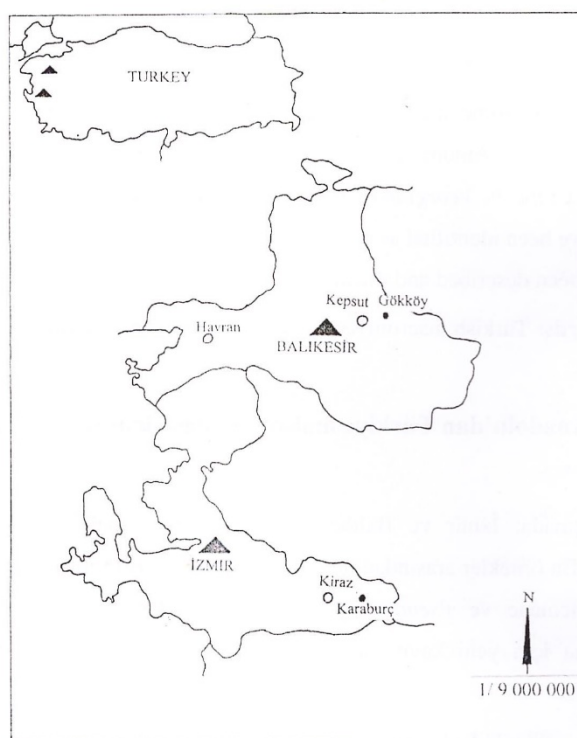 TURKEY
Kepsut Gökköy
Havran
BALIKESİR
İZMİR
Kiraz
Karaburç
N
1/ 9 000 000